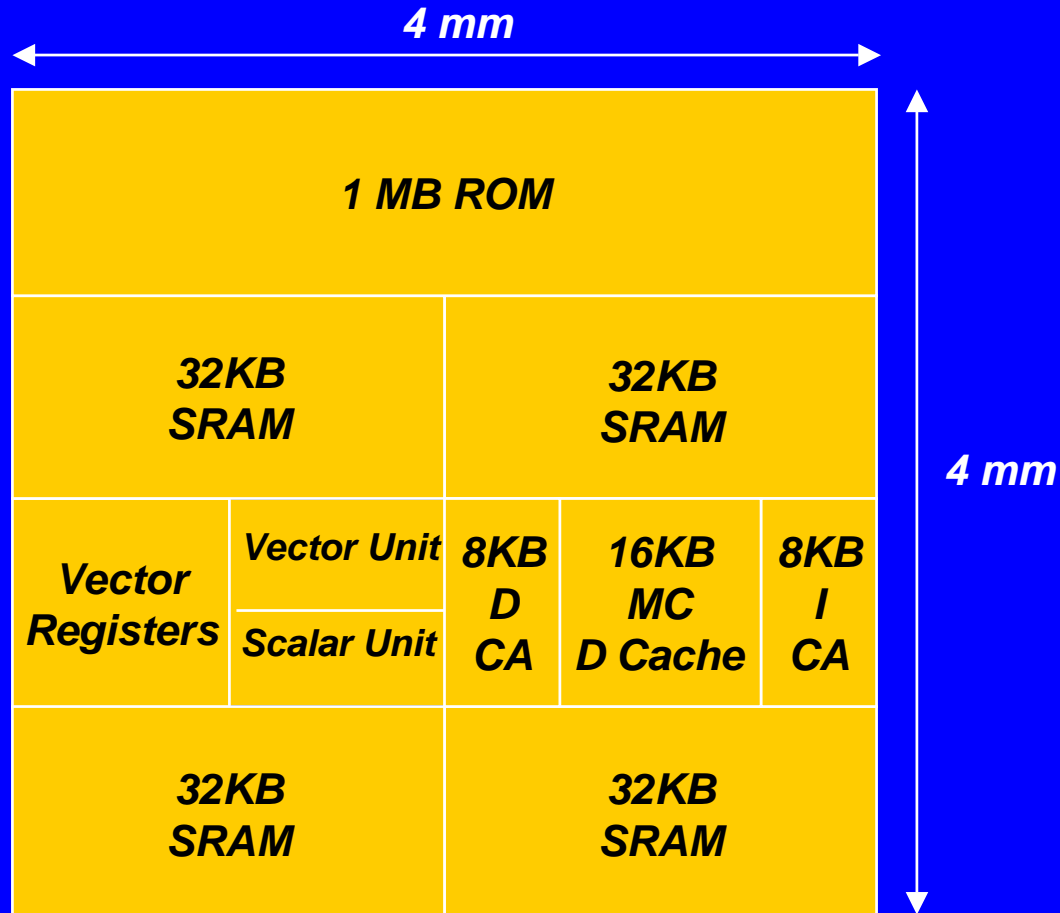 4 mm
1 MB ROM
32KB
SRAM
32KB
SRAM
4 mm
Vector
Registers
Vector Unit
Scalar Unit
8KB
D
CA
16KB
MC
D Cache
8KB
I
CA
32KB
SRAM
32KB
SRAM